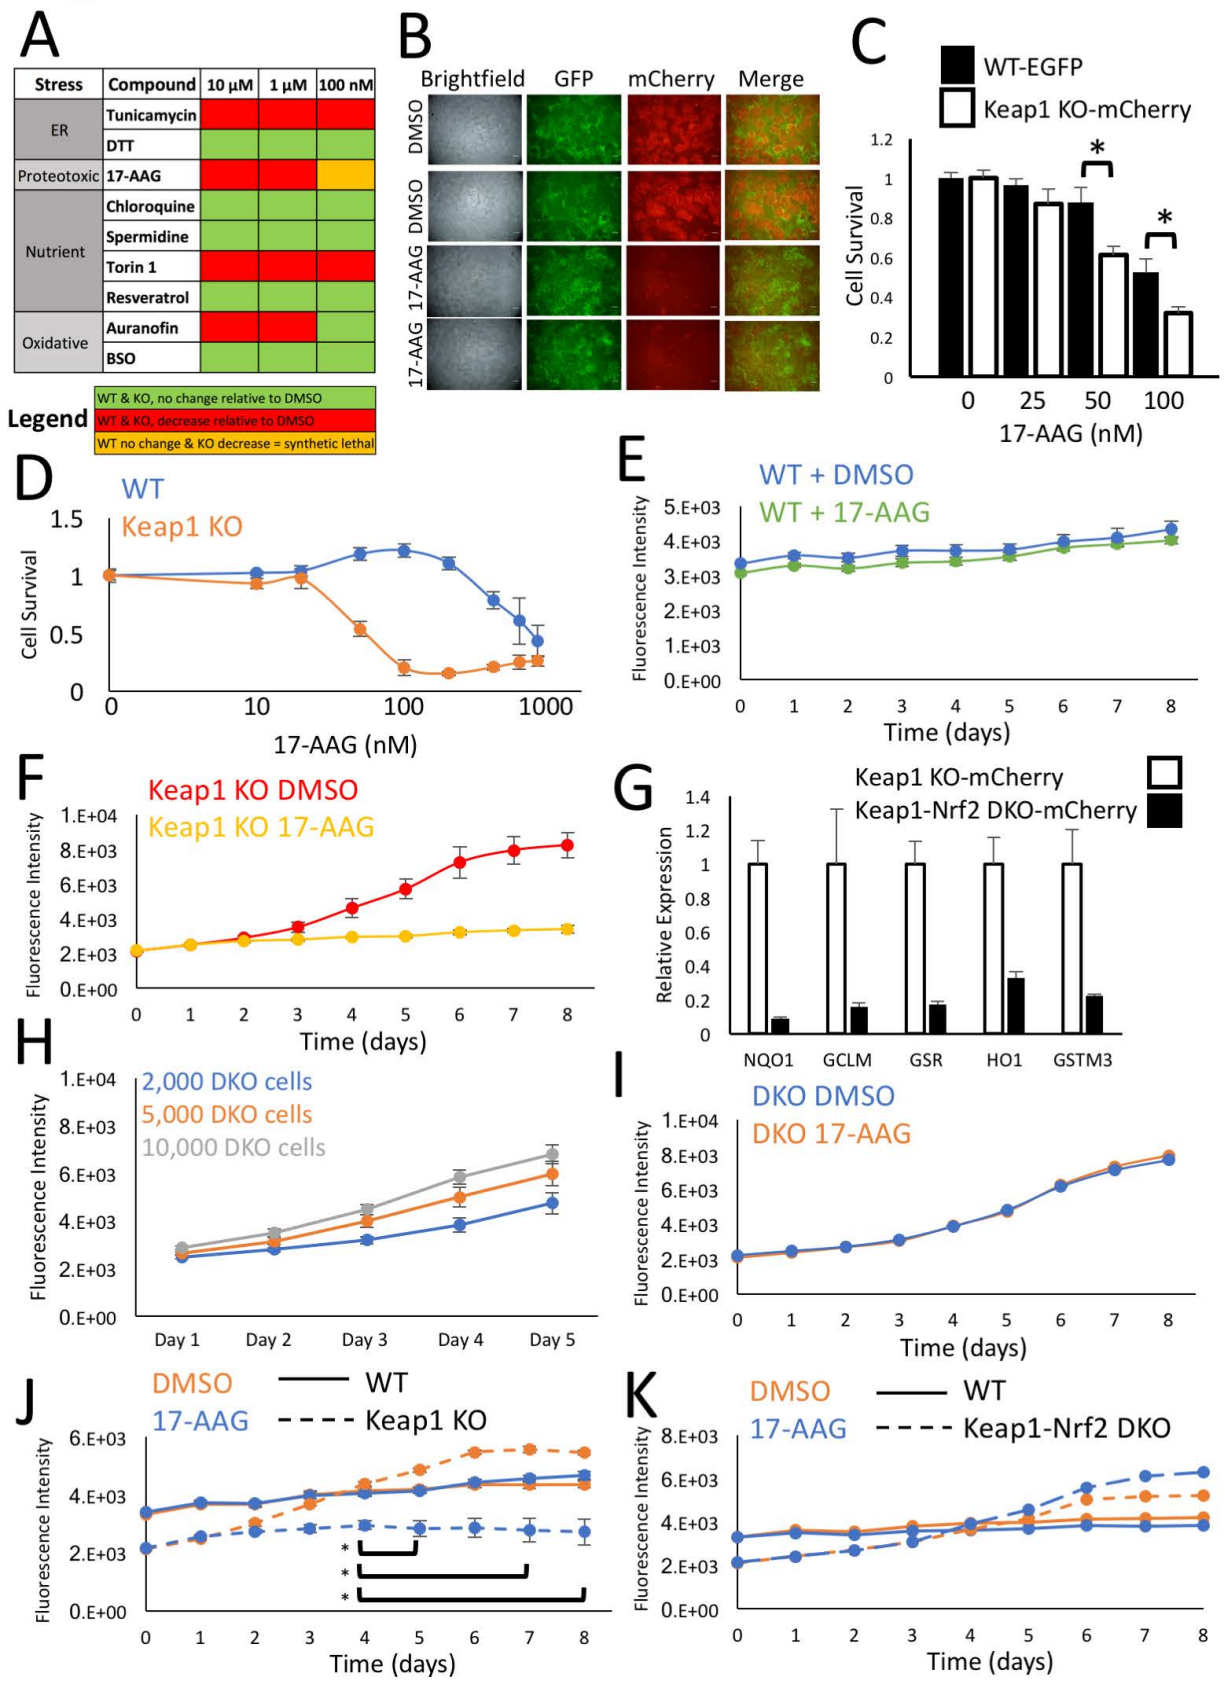 A
Stress Compound 10 µM 1 µM 100 nM
ER
Tunicamycin
DTT
Proteotoxic 17-AAG
Nutrient
Chloroquine
Spermidine
Torin 1
Resveratrol
Oxidative
Auranofin
BSO
Legend
WT & KO, no change relative to DMSO
WT & KO, decrease relative to DMSO
WT no change & KO decrease = synthetic lethal
B
Brightfield GFP mCherry Merge
DMSO
DMSO
17-AAG
17-AAG
C
WT-EGFP
Keap1 KO-mCherry
Cell Survival
1.2
1
0.8
0.6
0.4
0.2
0
*
*
0 25 50 100
17-AAG (nM)
D
WT
Keap1 KO
Cell Survival
1.5
1
0.5
0
0 10 100 1000
17-AAG (nM)
E
WT + DMSO
WT + 17-AAG
Fluorescence Intensity
5.E+03
4.E+03
3.E+03
2.E+03
1.E+03
0.E+00
0 1 2 3 4 5 6 7 8
Time (days)
F
Keap1 KO DMSO
Keap1 KO 17-AAG
Fluorescence Intensity
1.E+04
8.E+03
6.E+03
4.E+03
2.E+03
0.E+00
0 1 2 3 4 5 6 7 8
Time (days)
G
Keap1 KO-mCherry
Keap1-Nrf2 DKO-mCherry
Relative Expression
1.4
1.2
1
0.8
0.6
0.4
0.2
0
NQO1 GCLM GSR HO1 GSTM3
H
2,000 DKO cells
5,000 DKO cells
10,000 DKO cells
Fluorescence Intensity
1.E+04
8.E+03
6.E+03
4.E+03
2.E+03
0.E+00
Day 1 Day 2 Day 3 Day 4 Day 5
I
DKO DMSO
DKO 17-AAG
Fluorescence Intensity
1.E+04
8.E+03
6.E+03
4.E+03
2.E+03
0.E+00
0 1 2 3 4 5 6 7 8
Time (days)
J
DMSO WT
17-AAG Keap1 KO
Fluorescence Intensity
6.E+03
4.E+03
2.E+03
0.E+00
*
*
*
0 1 2 3 4 5 6 7 8
Time (days)
K
DMSO WT
17-AAG Keap1-Nrf2 DKO
Fluorescence Intensity
8.E+03
6.E+03
4.E+03
2.E+03
0.E+00
0 1 2 3 4 5 6 7 8
Time (days)